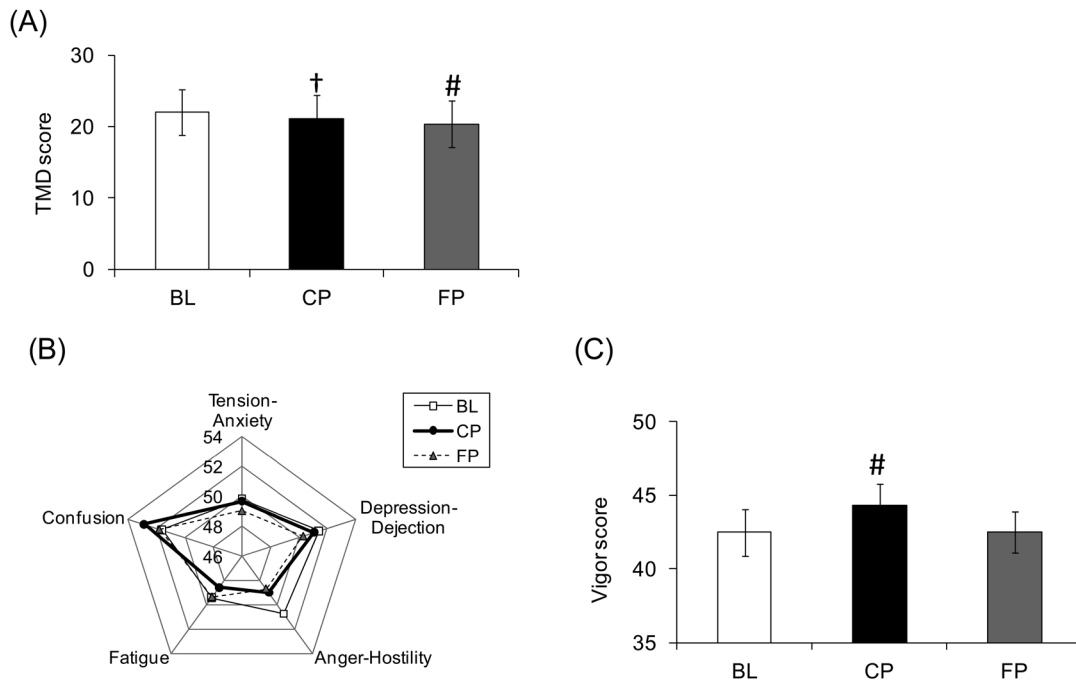 (A)
30
20
10
0
TMD score
†
#
BL
CP
FP
(B)
Tension-
Anxiety
54
52
50
48
46
Depression-
Dejection
Anger-Hostility
Fatigue
Confusion
BL
CP
FP
(C)
50
45
40
35
Vigor score
#
BL
CP
FP